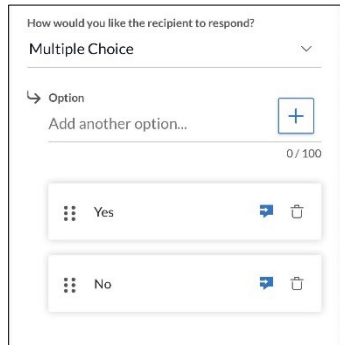 How would you like the recipient to respond?
Multiple Choice
Option
Add another option...
0 / 100
Yes
No